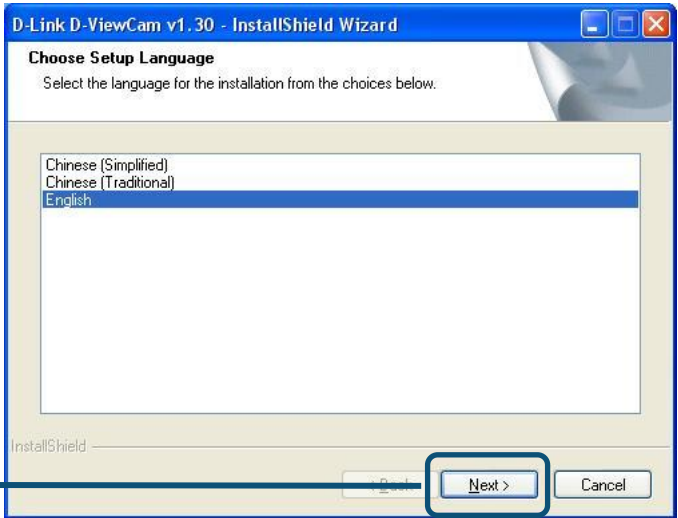 D-Link D-ViewCam v1.30 - InstallShield Wizard
Choose Setup Language
Select the language for the installation from the choices below.
Chinese (Simplified)
Chinese (Traditional)
English
InstallShield
Next >
Cancel